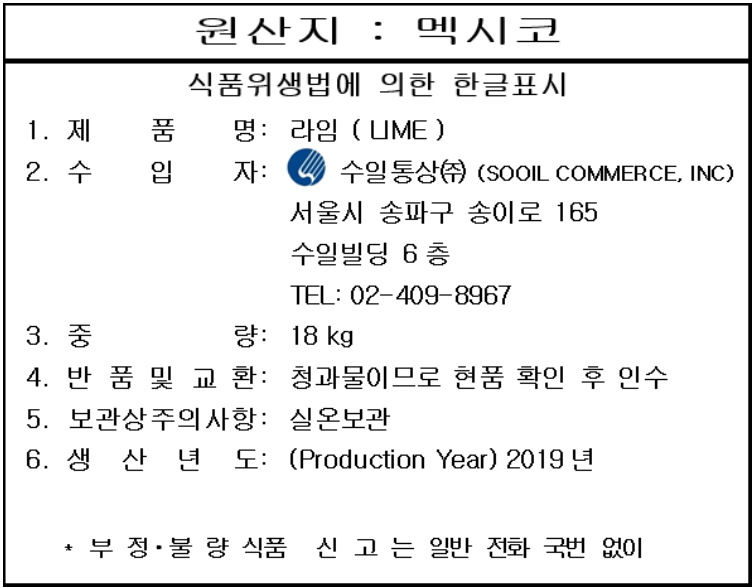 원산지 : 멕시코
식품위생법에 의한 한글표시
1. 제 품 명: 라임 ( LIME )
2. 수 입 자: 수일통상㈜ (SOOIL COMMERCE, INC)
서울시 송파구 송이로 165
수일빌딩 6 층
TEL: 02-409-8967
3. 중 량: 18 kg
4. 반 품 및 교 환: 청과물이므로 현품 확인 후 인수
5. 보관상주의사항: 실온보관
6. 생 산 년 도: (Production Year) 2019 년
* 부 정·불 량 식품 신 고 는 일반 전화 국번 없이